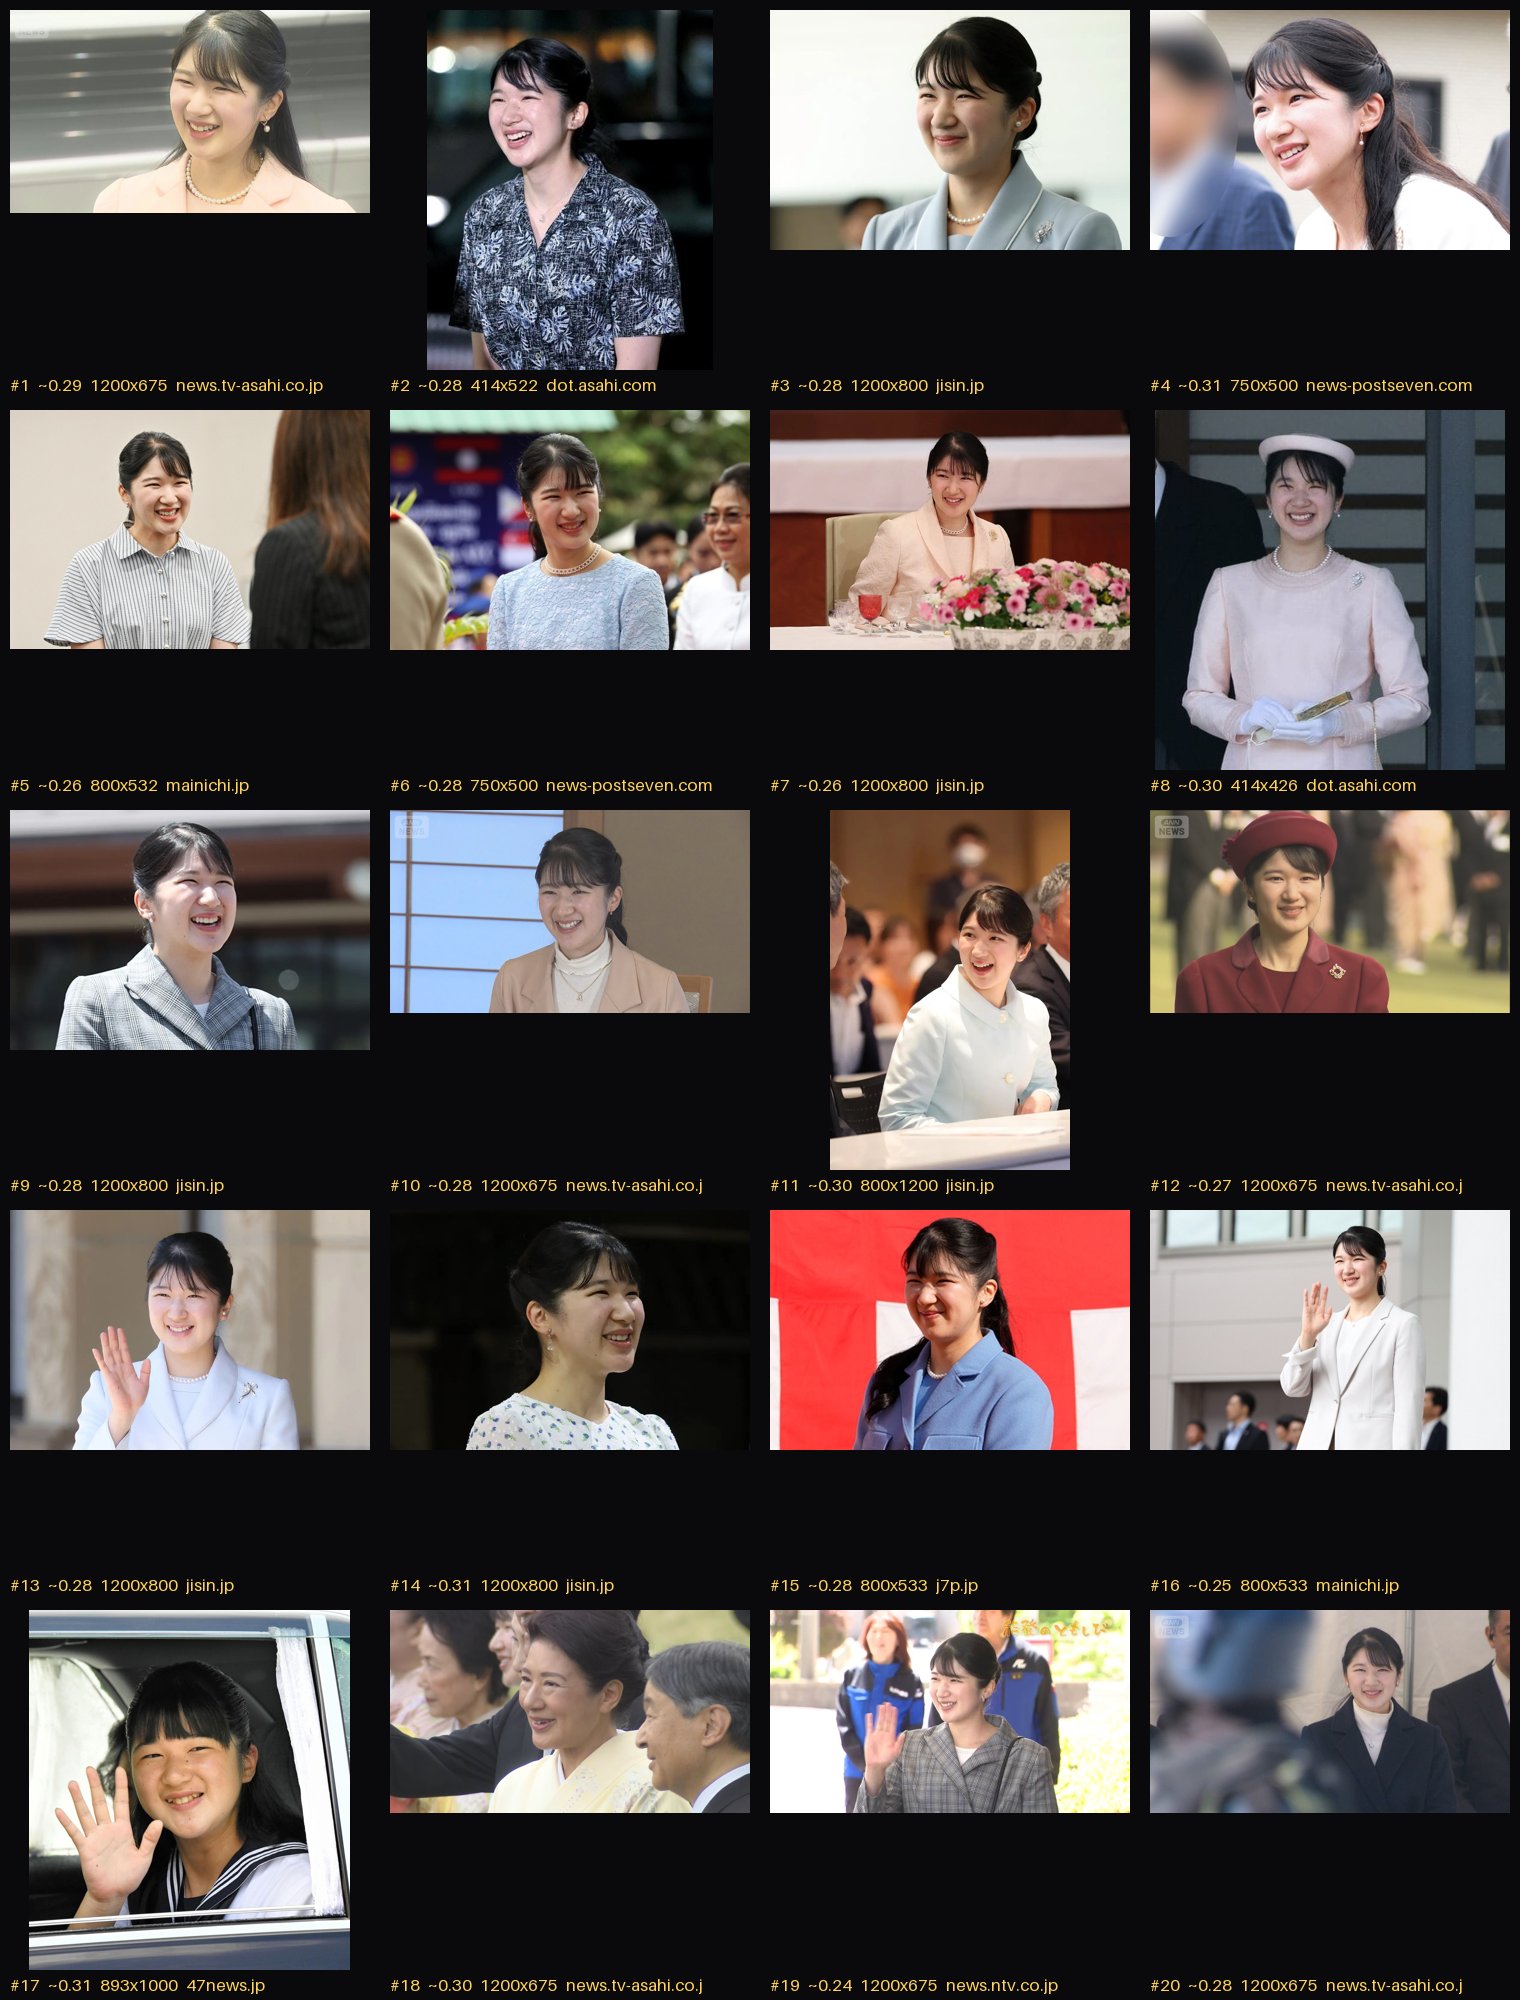 NEWS
#1 ~0.29 1200x675 news.tv-asahi.co.jp
#2 ~0.28 414x522 dot.asahi.com
#3 ~0.28 1200x800 jisin.jp
#4 ~0.31 750x500 news-postseven.com
#5 ~0.26 800x532 mainichi.jp
#6 ~0.28 750x500 news-postseven.com
#7 ~0.26 1200x800 jisin.jp
#8 ~0.30 414x426 dot.asahi.com
ANN
NEWS
ANN
NEWS
#9 ~0.28 1200x800 jisin.jp
#10 ~0.28 1200x675 news.tv-asahi.co.j
#11 ~0.30 800x1200 jisin.jp
#12 ~0.27 1200x675 news.tv-asahi.co.j
#13 ~0.28 1200x800 jisin.jp
#14 ~0.31 1200x800 jisin.jp
#15 ~0.28 800x533 j7p.jp
#16 ~0.25 800x533 mainichi.jp
ANN
NEWS
#17 ~0.31 893x1000 47news.jp
#18 ~0.30 1200x675 news.tv-asahi.co.j
#19 ~0.24 1200x675 news.ntv.co.jp
#20 ~0.28 1200x675 news.tv-asahi.co.j